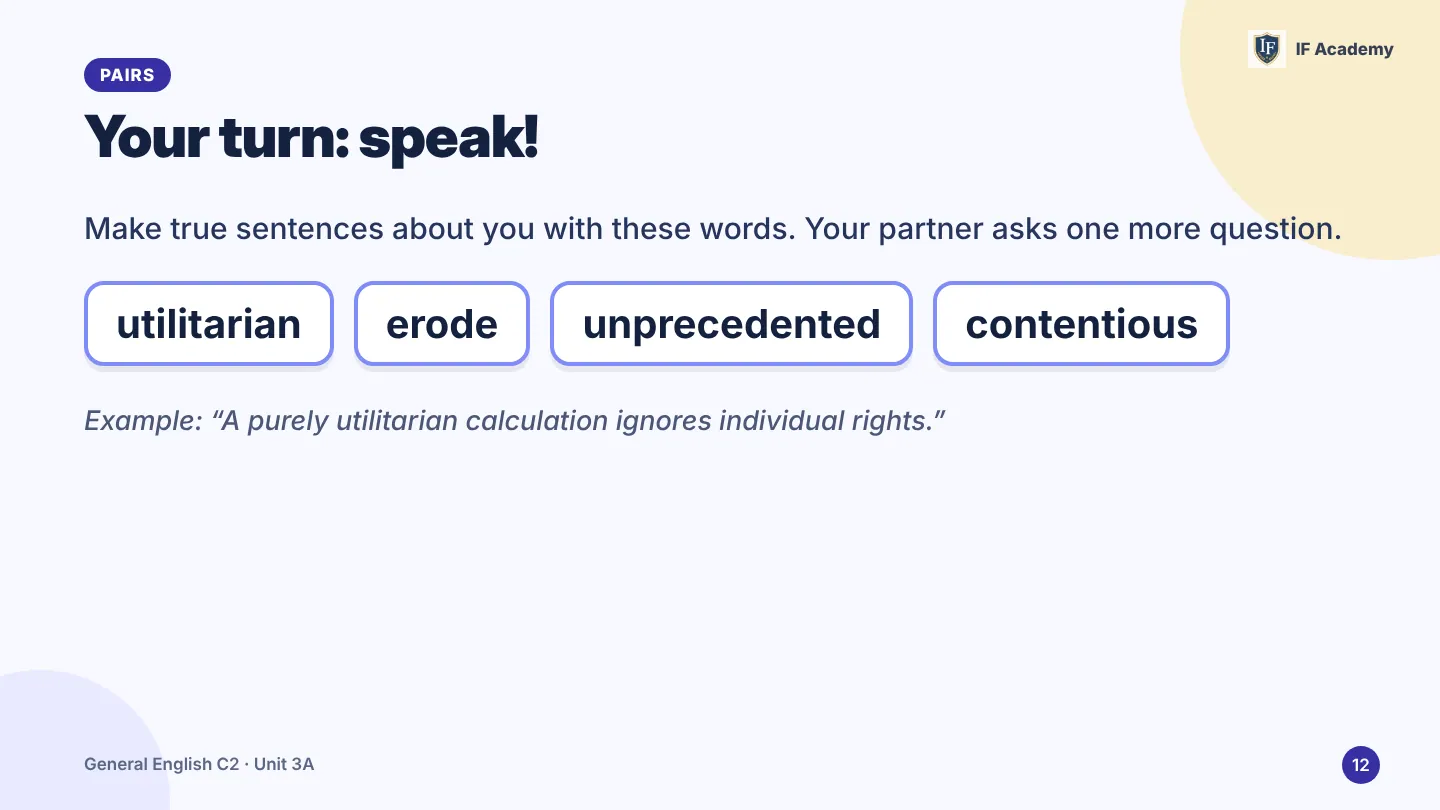 IF
IF Academy
PAIRS
Your turn: speak!
Make true sentences about you with these words. Your partner asks one more question.
utilitarian
erode
unprecedented
contentious
Example: “A purely utilitarian calculation ignores individual rights.”
General English C2 · Unit 3A
12